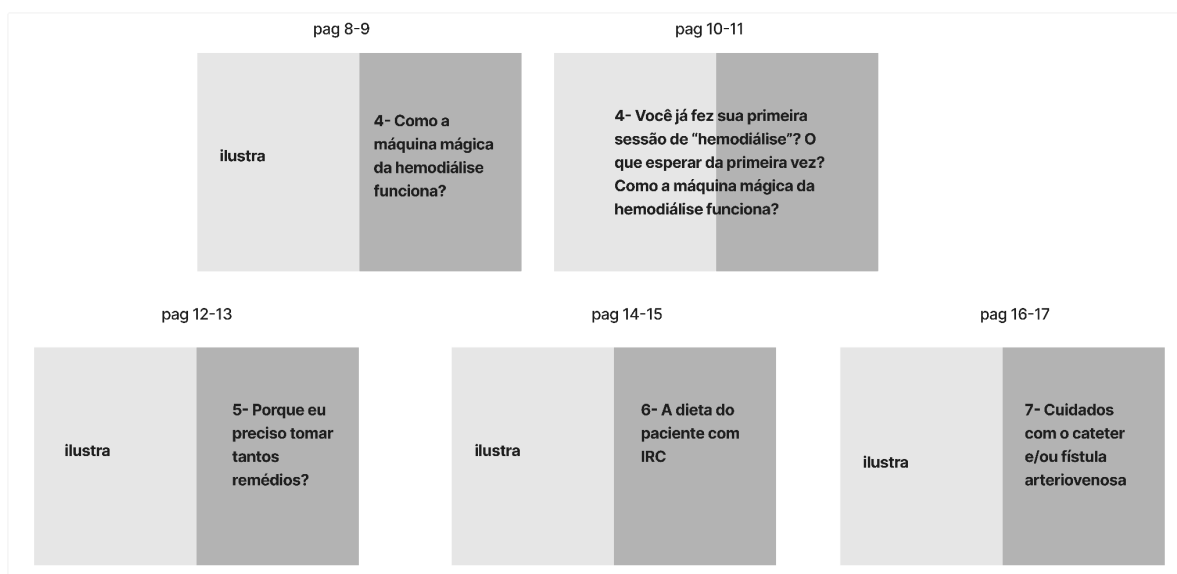 pag 8-9
ilustra
4- Como a
máquina mágica
da hemodiálise
funciona?
pag 10-11
4- Você já fez sua primeira
sessão de “hemodiálise”? O
que esperar da primeira vez?
Como a máquina mágica da
hemodiálise funciona?
pag 12-13
ilustra
5- Porque eu
preciso tomar
tantos
remédios?
pag 14-15
ilustra
6- A dieta do
paciente com
IRC
pag 16-17
ilustra
7- Cuidados
com o cateter
e/ou fístula
arteriovenosa